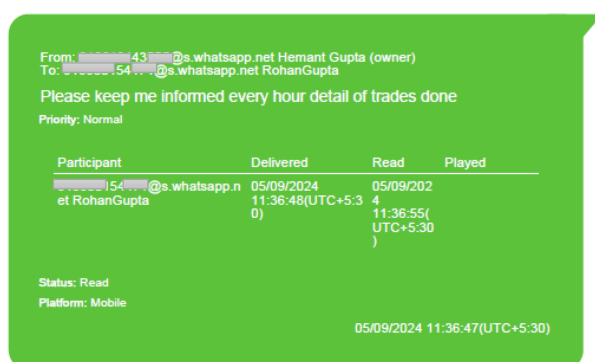 From: 43 @s.whatsapp.net Hemant Gupta (owner)
To: 154 @s.whatsapp.net RohanGupta
Please keep me informed every hour detail of trades done
Priority: Normal
Participant Delivered Read Played
154 @s.whatsapp.n 05/09/2024 05/09/202
et RohanGupta 11:36:48(UTC+5:3 4
0) 11:36:55(
UTC+5:30
)
Status: Read
Platform: Mobile
05/09/2024 11:36:47(UTC+5:30)